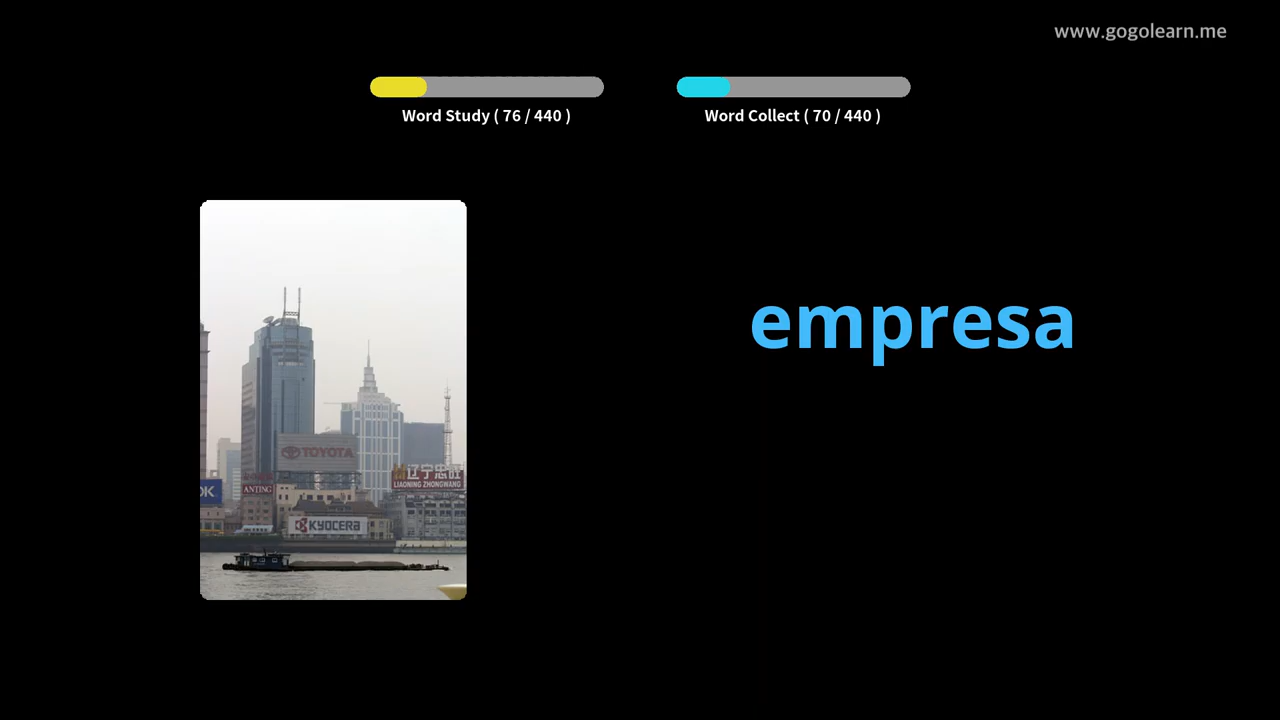 www.gogolearn.me
Word Study ( 76 / 440 )
Word Collect ( 70 / 440 )
empresa
TOYOTA
辽宁忠旺
LIAONING ZHONGWANG
OK
ANTING
KYOCERA